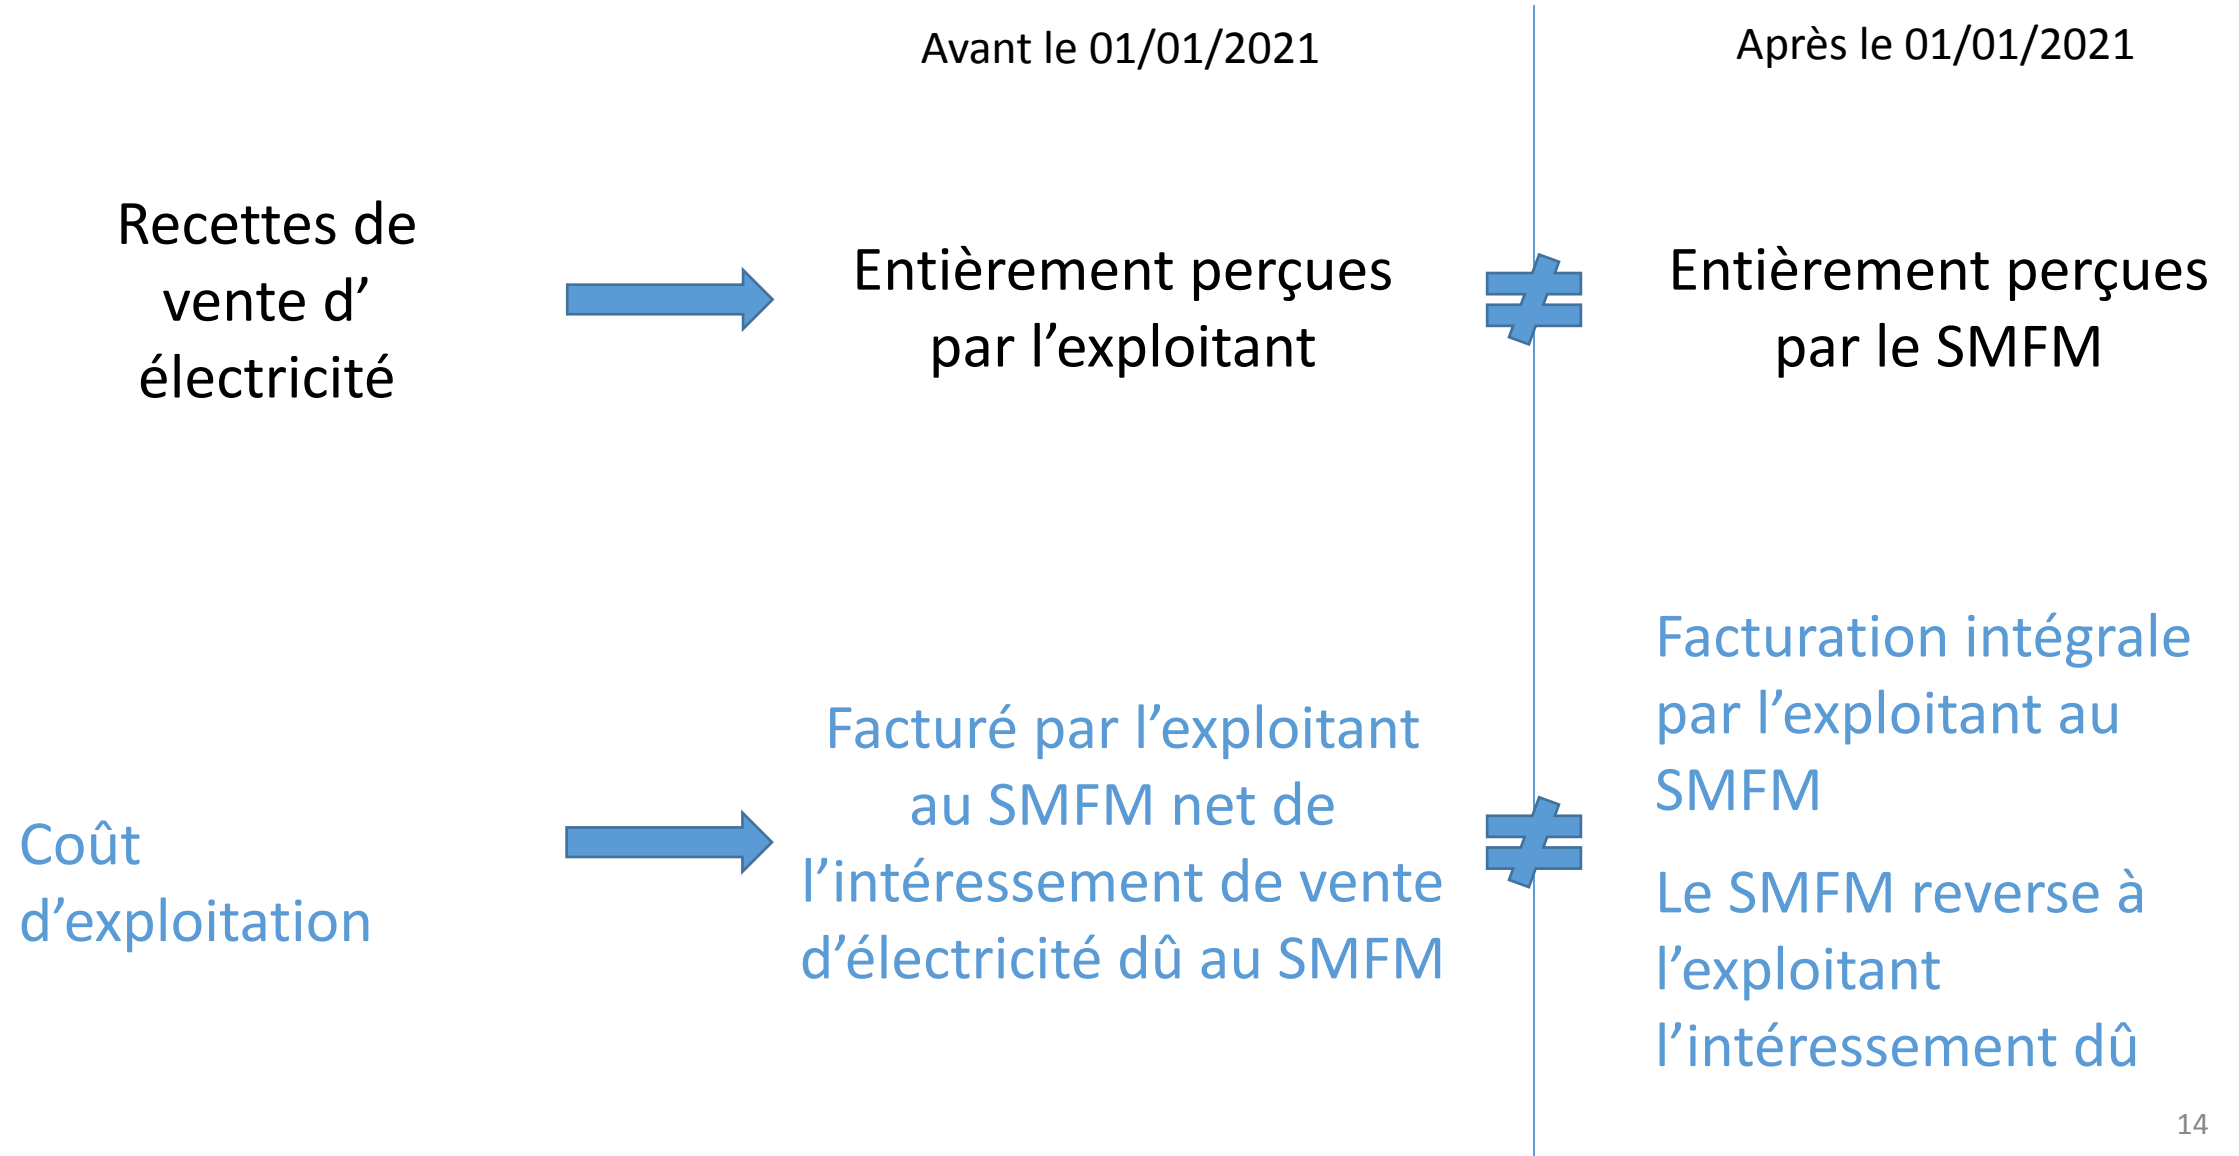 Avant le 01/01/2021
Après le 01/01/2021
Recettes de
vente d’
électricité
Entièrement perçues
par l’exploitant
Entièrement perçues
par le SMFM
Coût
d’exploitation
Facturé par l’exploitant
au SMFM net de
l’intéressement de vente
d’électricité dû au SMFM
Facturation intégrale
par l’exploitant au
SMFM
Le SMFM reverse à
l’exploitant
l’intéressement dû
14